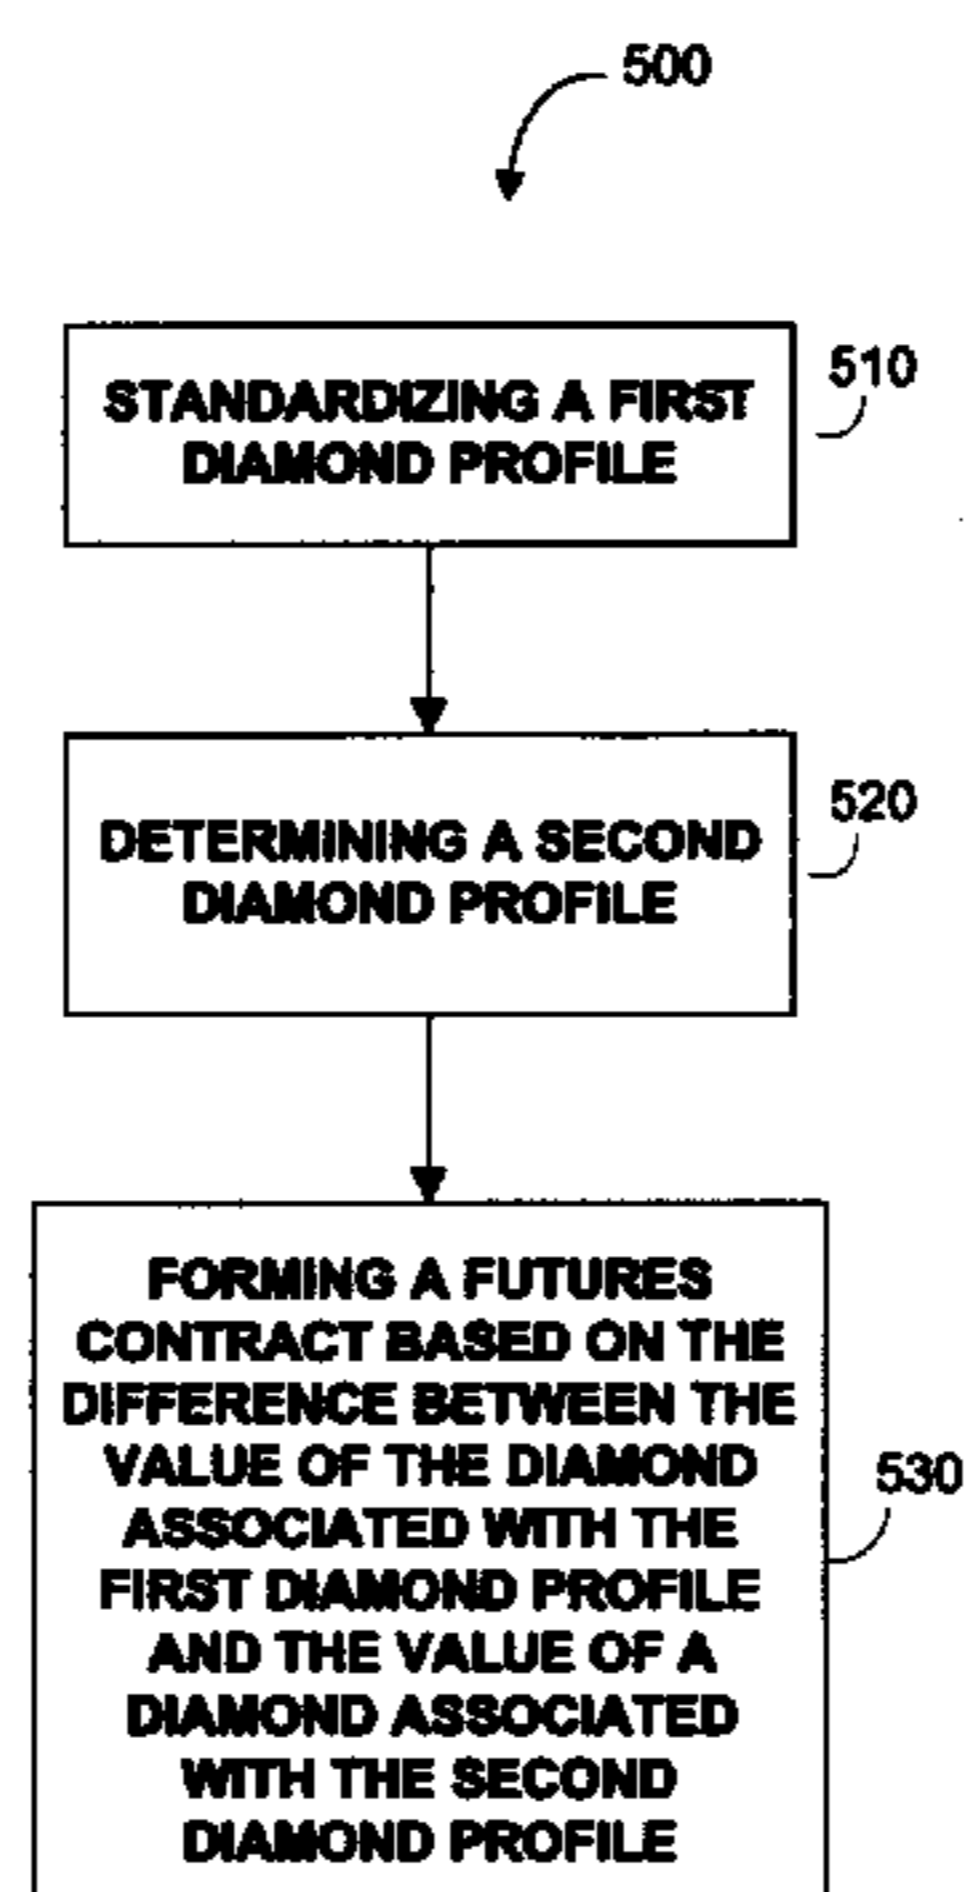 500
STANDARDIZING A FIRST
DIAMOND PROFILE
510
DETERMINING A SECOND
DIAMOND PROFILE
520
FORMING A FUTURES
CONTRACT BASED ON THE
DIFFERENCE BETWEEN THE
VALUE OF THE DIAMOND
ASSOCIATED WITH THE
FIRST DIAMOND PROFILE
AND THE VALUE OF A
DIAMOND ASSOCIATED
WITH THE SECOND
DIAMOND PROFILE
530